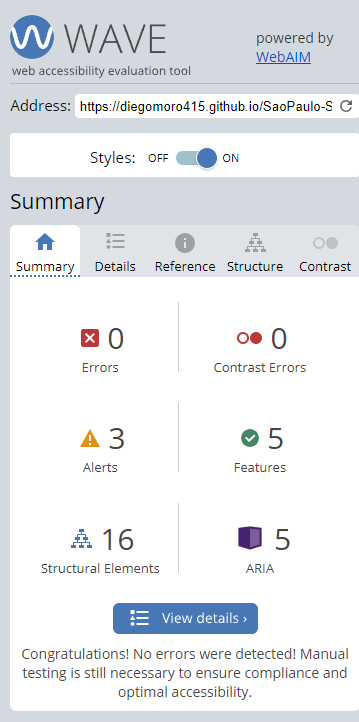 WAVE
powered by
WebAIM
web accessibility evaluation tool
Address: https://diegomoro415.github.io/SaoPaulo-S
Styles: OFF ON
Summary
Summary Details Reference Structure Contrast
0 0
Errors Contrast Errors
3 5
Alerts Features
16 5
Structural Elements ARIA
View details ›
Congratulations! No errors were detected! Manual
testing is still necessary to ensure compliance and
optimal accessibility.